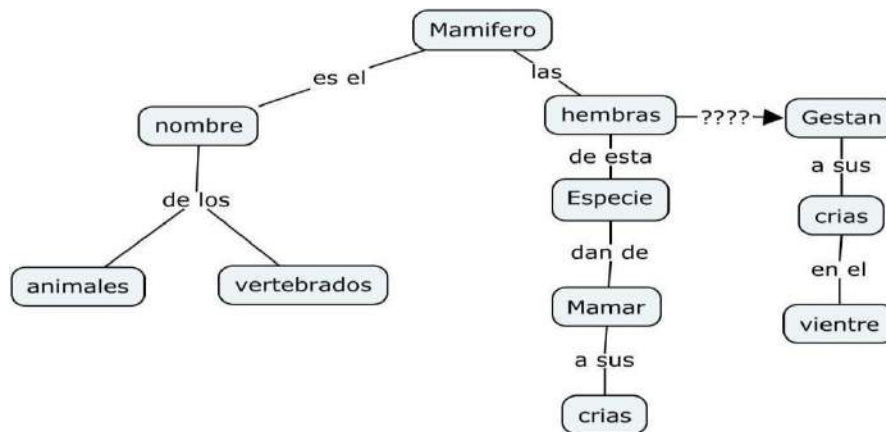 Mamifero
es el
las
nombre
hembras
????
Gestan
de los
de esta
a sus
Especie
crias
animales
vertebrados
dan de
en el
Mamar
vientre
a sus
crias